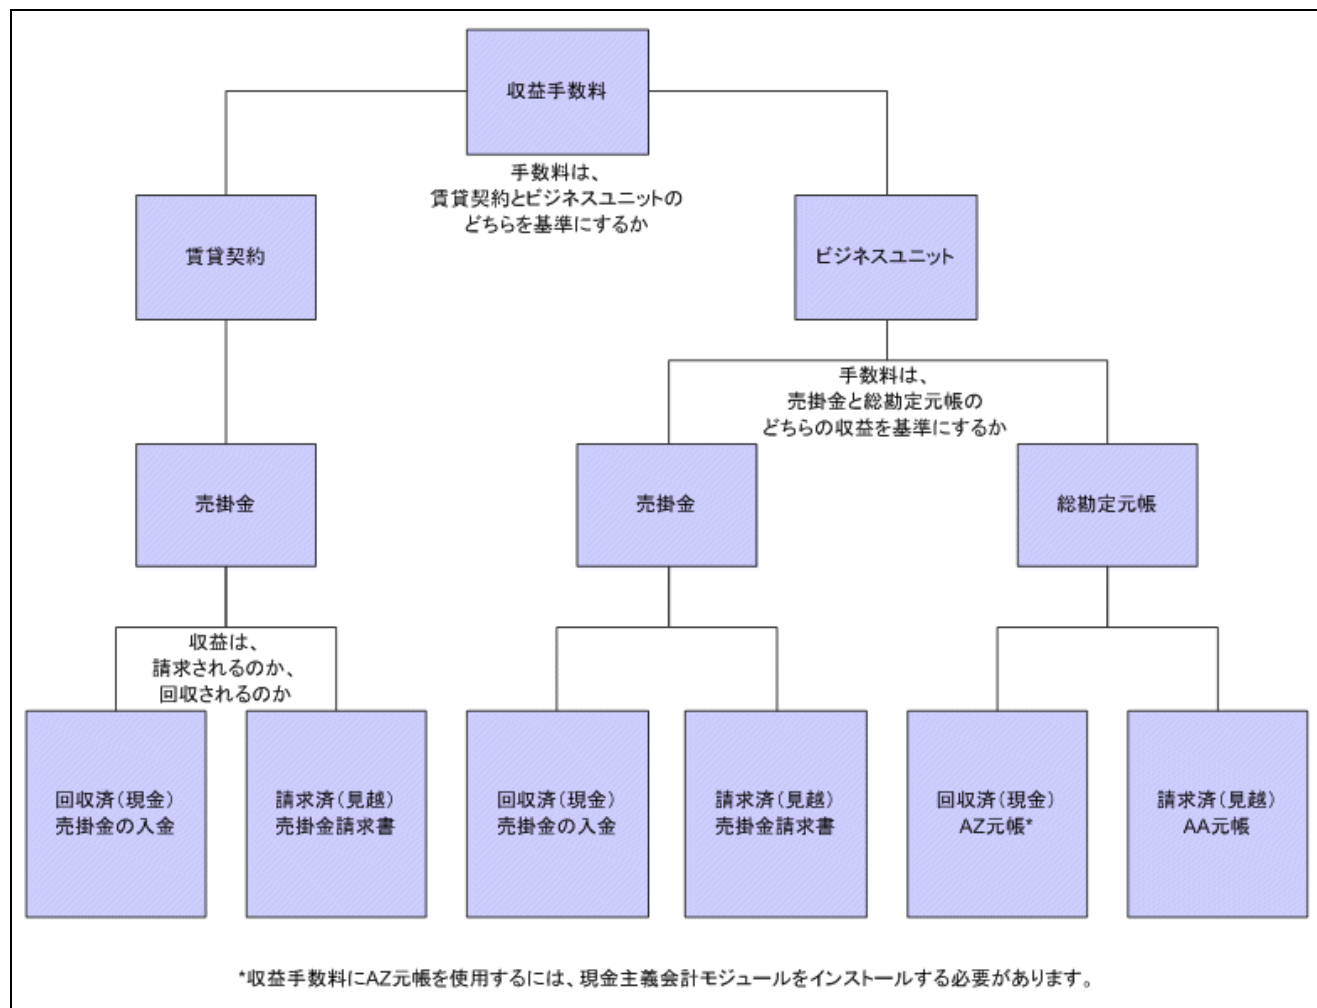 収益手数料
手数料は、
賃貸契約とビジネスユニットの
どちらを基準にするか
賃貸契約
ビジネスユニット
手数料は、
売掛金と総勘定元帳の
どちらの収益を基準にするか
売掛金
売掛金
総勘定元帳
収益は、
請求されるのか、
回収されるのか
回収済(現金)
売掛金の入金
請求済(見越)
売掛金請求書
回収済(現金)
売掛金の入金
請求済(見越)
売掛金請求書
回収済(現金)
AZ元帳*
請求済(見越)
AA元帳
*収益手数料にAZ元帳を使用するには、現金主義会計モジュールをインストールする必要があります。